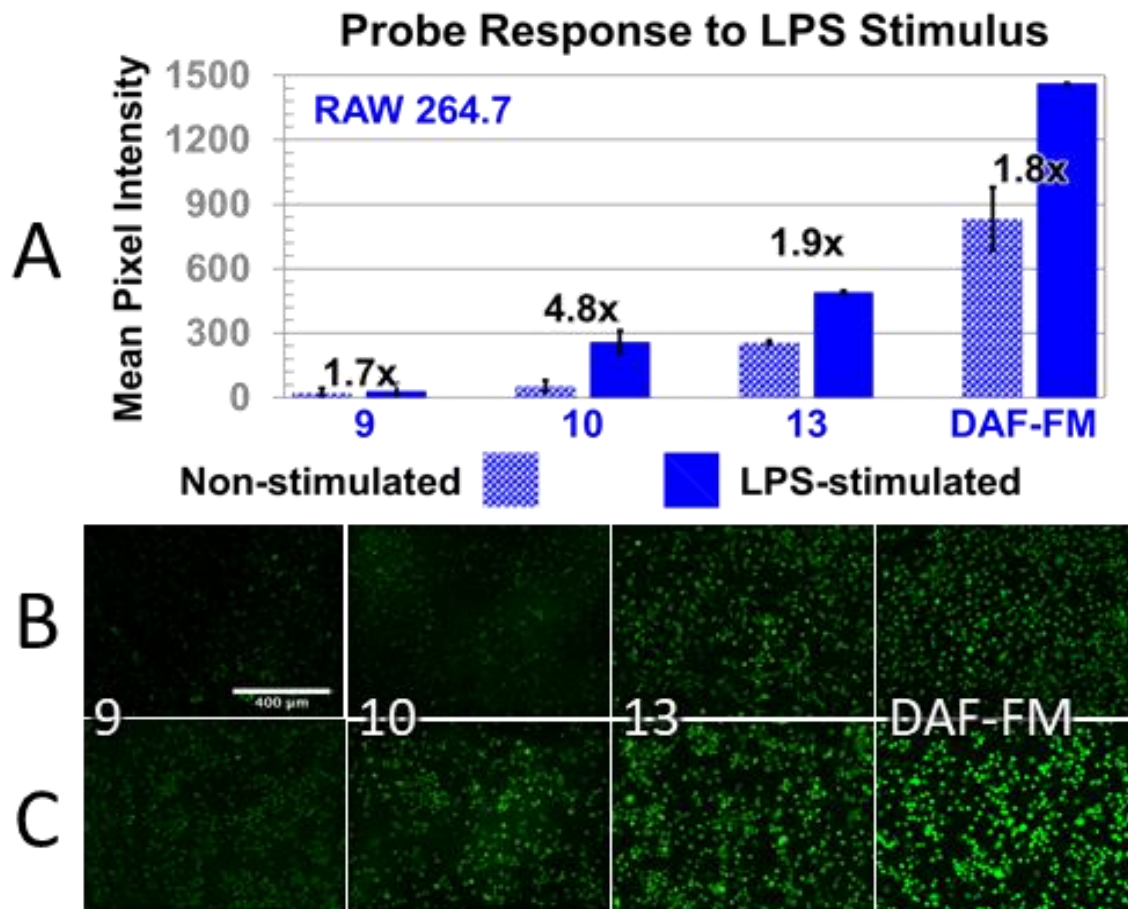 Probe Response to LPS Stimulus
A
Mean Pixel Intensity
1500
1200
900
600
300
0
RAW 264.7
1.7x
4.8x
1.9x
1.8x
9
10
13
DAF-FM
Non-stimulated
LPS-stimulated
B
400 µm
9
10
13
DAF-FM
C